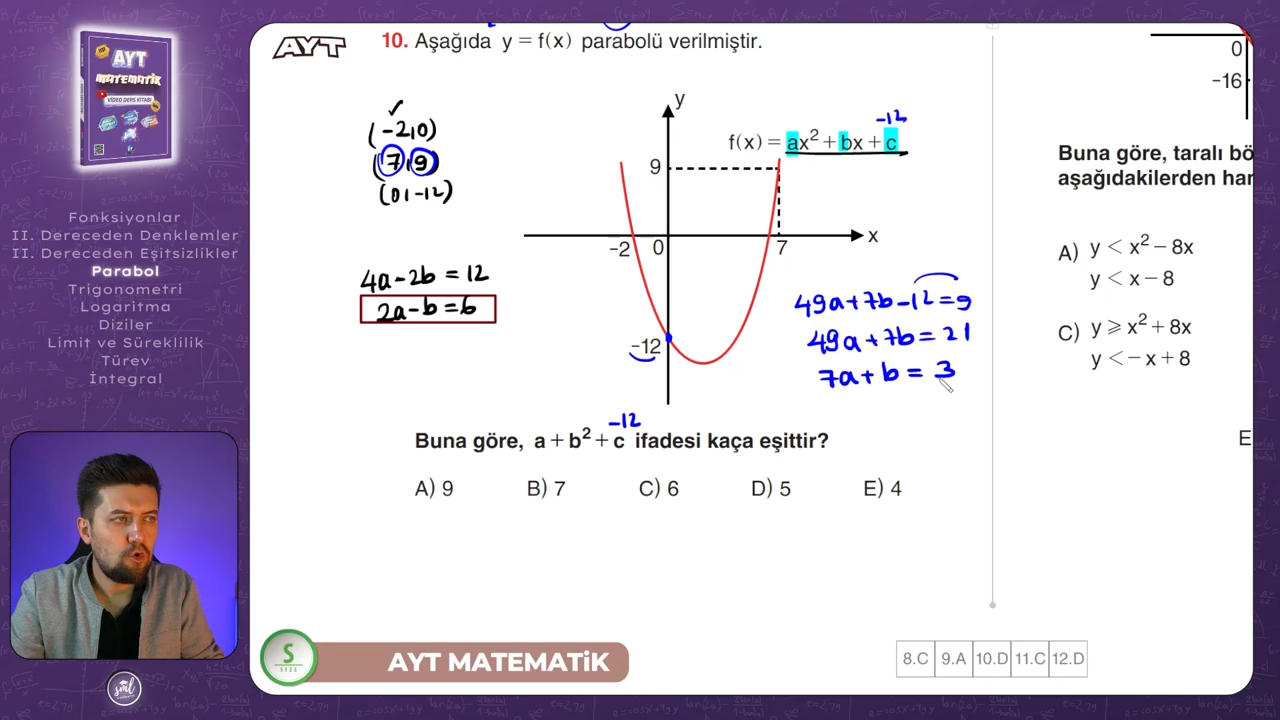 AYT
MATEMATİK
VİDEO DERS KİTABI
Fonksiyonlar
II. Dereceden Denklemler
II. Dereceden Eşitsizlikler
Parabol
Trigonometri
Logaritma
Diziler
Limit ve Süreklilik
Türev
İntegral
sml
AYT
10. Aşağıda y = f(x) parabolü verilmiştir.
(-2,0)
(7,9)
(0,-12)
4a-2b=12
2a-b=6
y
-12
f(x) = ax² + bx + c
9
-2
0
7
x
-12
49a+7b-12=9
49a+7b=21
7a+b=3
-12
Buna göre, a + b² + c ifadesi kaça eşittir?
A) 9 B) 7 C) 6 D) 5 E) 4
S
AYT MATEMATİK
8.C 9.A 10.D 11.C 12.D
0
-16
Buna göre, taralı bö
aşağıdakilerden har
A) y < x² - 8x
y < x - 8
C) y ⩾ x² + 8x
y < - x + 8
E